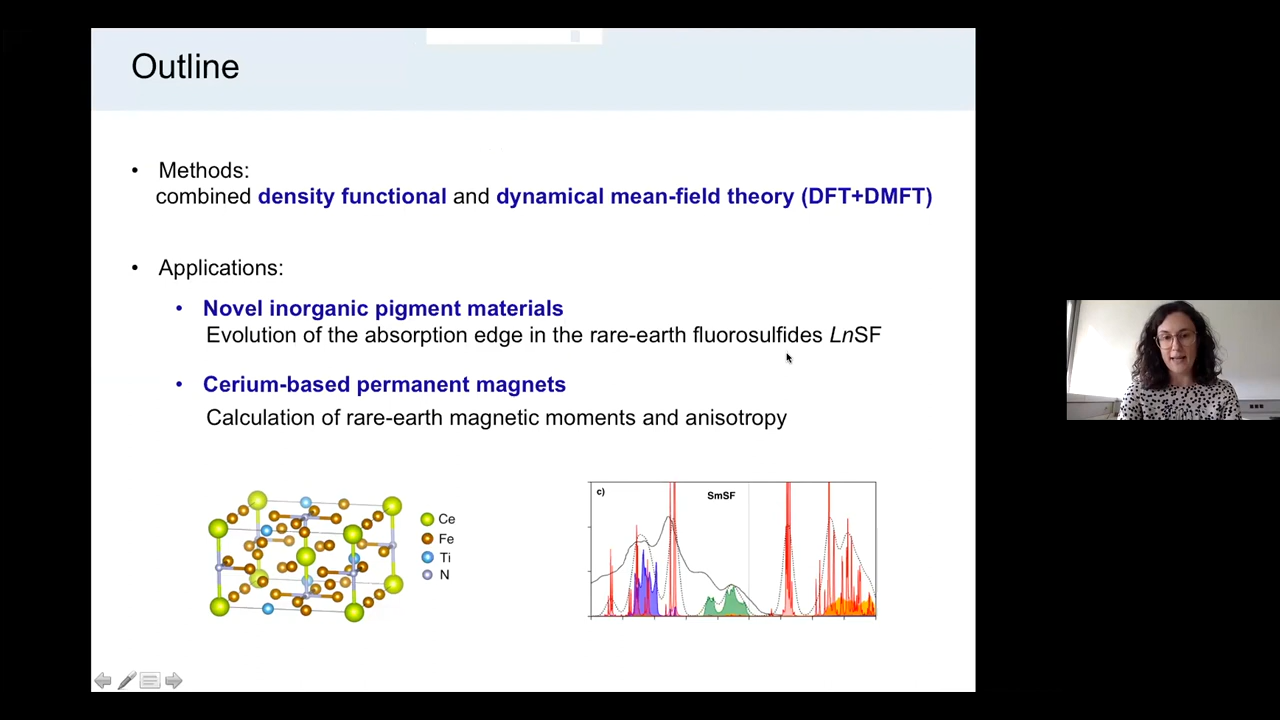 Outline
• Methods:
combined density functional and dynamical mean-field theory (DFT+DMFT)
• Applications:
• Novel inorganic pigment materials
Evolution of the absorption edge in the rare-earth fluorosulfides LnSF
• Cerium-based permanent magnets
Calculation of rare-earth magnetic moments and anisotropy
Ce
Fe
Ti
N
c)
SmSF